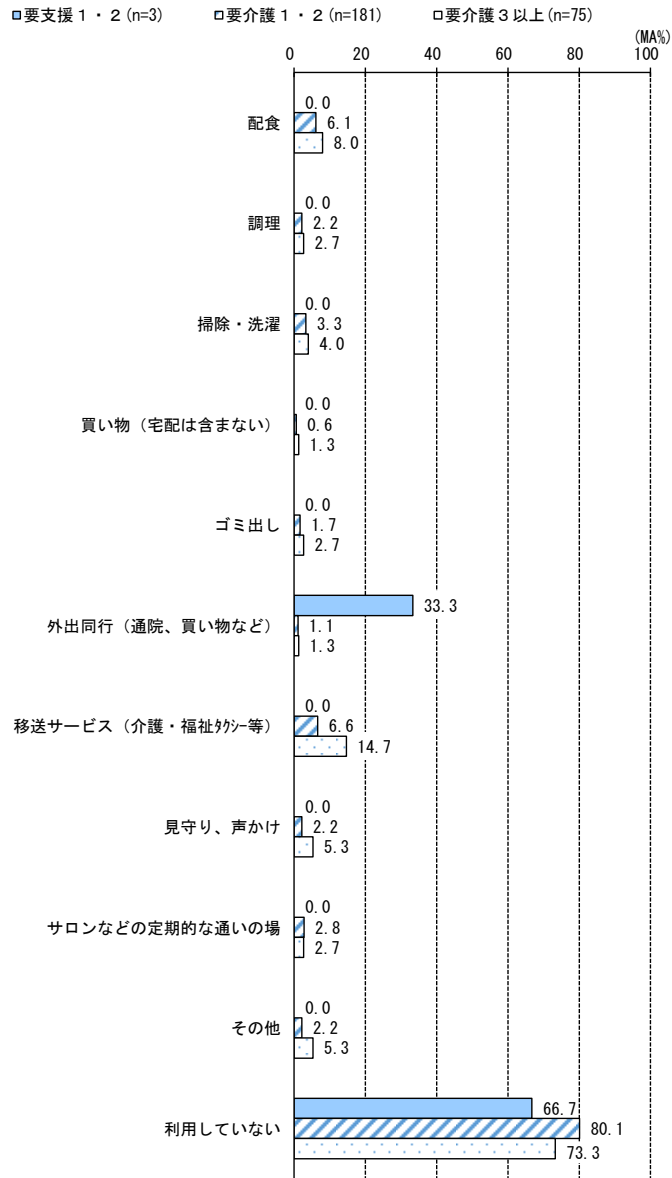 要支援１・２(n=3) 要介護１・２(n=181) 要介護３以上(n=75)
(MA%)
0 20 40 60 80 100
配食
0.0
6.1
8.0
調理
0.0
2.2
2.7
掃除・洗濯
0.0
3.3
4.0
買い物（宅配は含まない）
0.0
0.6
1.3
ゴミ出し
0.0
1.7
2.7
外出同行（通院、買い物など）
33.3
1.1
1.3
移送サービス（介護・福祉ﾀｸｼｰ等）
0.0
6.6
14.7
見守り、声かけ
0.0
2.2
5.3
サロンなどの定期的な通いの場
0.0
2.8
2.7
その他
0.0
2.2
5.3
利用していない
66.7
80.1
73.3